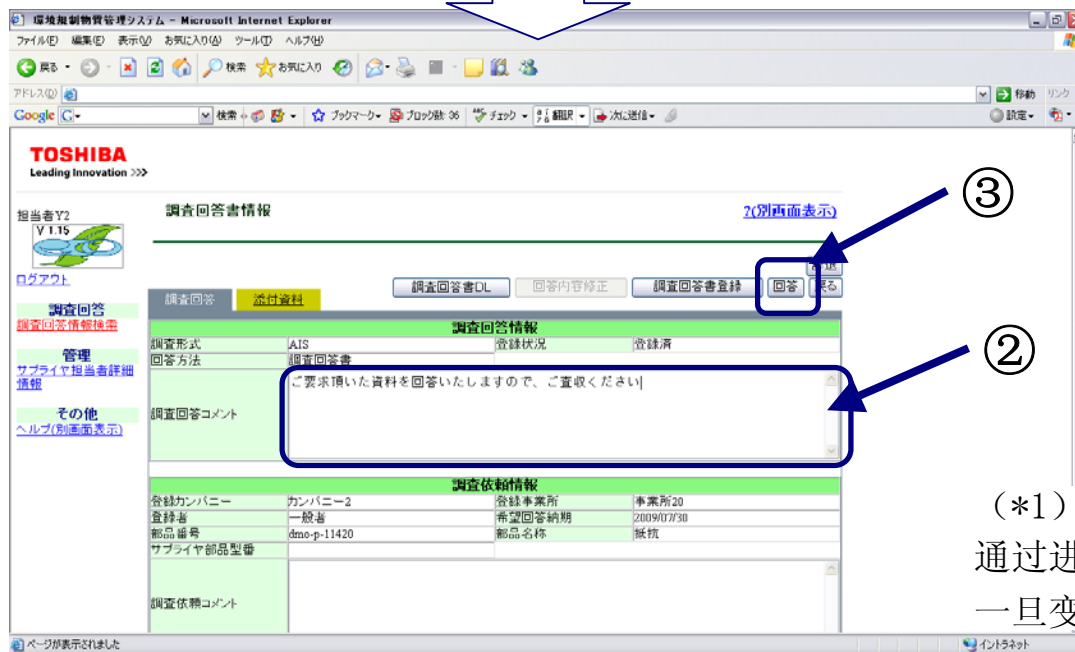 環境規制物質管理システム - Microsoft Internet Explorer
ファイル(F) 編集(E) 表示(V) お気に入り(A) ツール(T) ヘルプ(H)
戻る 検索 お気に入り
アドレス(D) 移動 リンク
Google G 検索 ブックマーク ブロック数: 36 チェック 翻訳 次に送信 設定
TOSHIBA
Leading Innovation >>>
③
担当者Y2 調査回答書情報 ?(別画面表示)
V 1.15
ログアウト
調査回答書DL 回答内容修正 調査回答書登録 回答 戻る
調査回答 添付資料
調査回答
調査回答情報検索
管理
サプライヤ担当者詳細情報
その他
ヘルプ(別画面表示)
調査回答情報
調査形式 AIS 登録状況 登録済
回答方法 調査回答書
調査回答コメント ご要求頂いた資料を回答いたしますので、ご査収ください
②
調査依頼情報
登録カンパニー カンパニー2 登録事業所 事業所20
登録者 一般者 希望回答納期 2009/07/30
部品番号 dmo-p-11420 部品名称 抵抗
サプライヤ部品型番
調査依頼コメント
(*1)
通过进
一旦变
ページが表示されました イントラネット